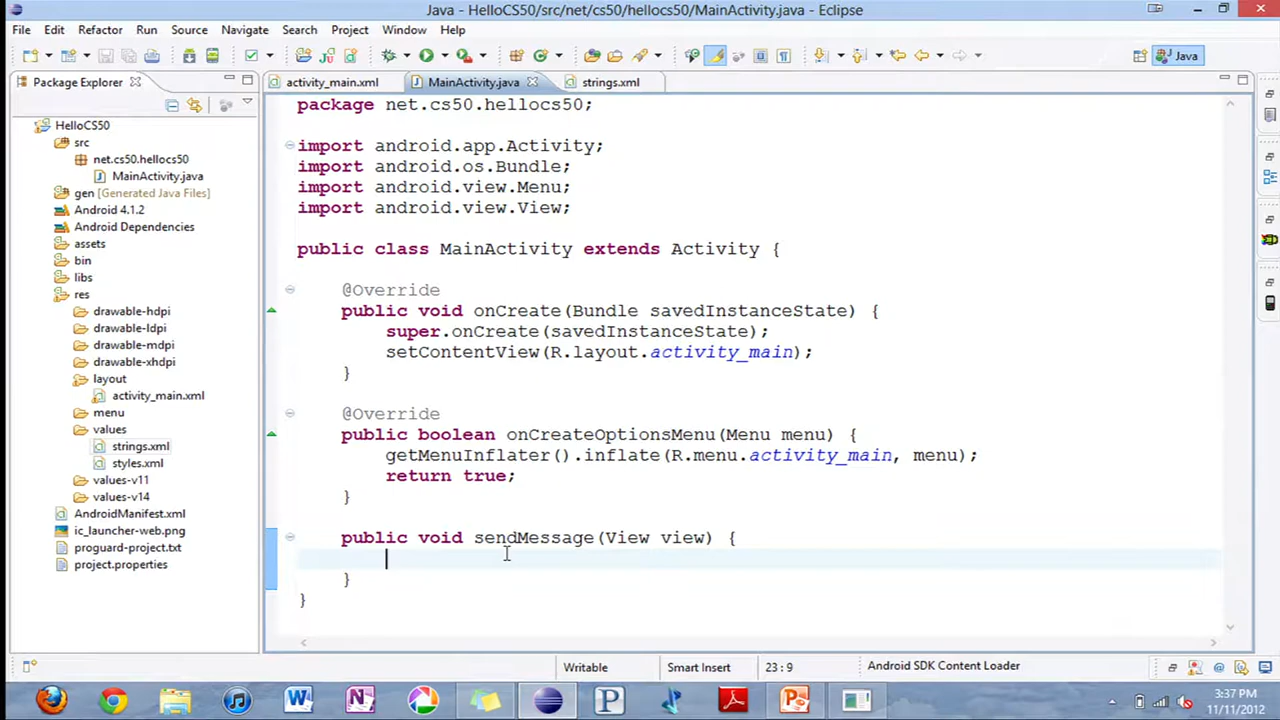 Java - HelloCS50/src/net/cs50/hellocs50/MainActivity.java - Eclipse
File Edit Refactor Run Source Navigate Search Project Window Help
Java
Package Explorer
activity_main.xml MainActivity.java strings.xml
HelloCS50
src
net.cs50.hellocs50
MainActivity.java
gen [Generated Java Files]
Android 4.1.2
Android Dependencies
assets
bin
libs
res
drawable-hdpi
drawable-ldpi
drawable-mdpi
drawable-xhdpi
layout
activity_main.xml
menu
values
strings.xml
styles.xml
values-v11
values-v14
AndroidManifest.xml
ic_launcher-web.png
proguard-project.txt
project.properties
package net.cs50.hellocs50;
import android.app.Activity;
import android.os.Bundle;
import android.view.Menu;
import android.view.View;
public class MainActivity extends Activity {
@Override
public void onCreate(Bundle savedInstanceState) {
super.onCreate(savedInstanceState);
setContentView(R.layout.activity_main);
}
@Override
public boolean onCreateOptionsMenu(Menu menu) {
getMenuInflater().inflate(R.menu.activity_main, menu);
return true;
}
public void sendMessage(View view) {
}
}
Writable Smart Insert 23 : 9 Android SDK Content Loader
3:37 PM
11/11/2012